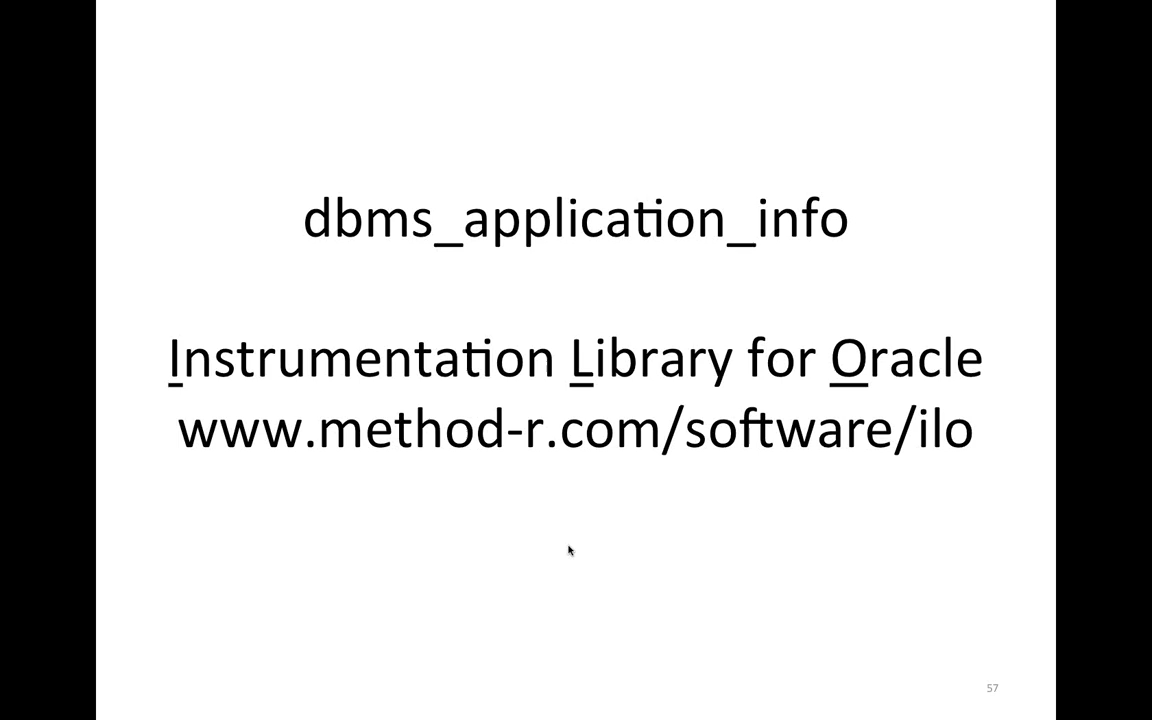 dbms_application_info
Instrumentation Library for Oracle
www.method-r.com/software/ilo
57